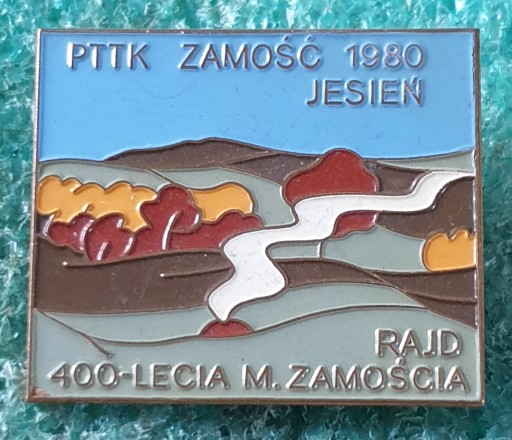 PTTK ZAMOŚĆ 1980
JESIEŃ
RAJD
400-LECIA M. ZAMOŚCIA